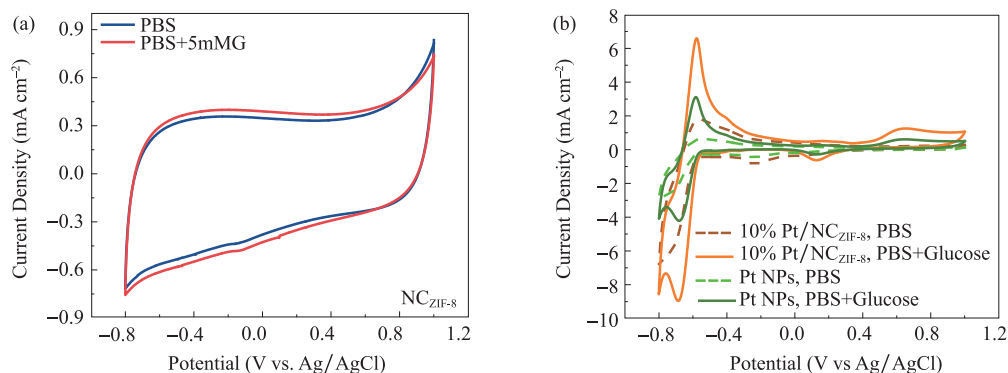 (a)
PBS
PBS+5mMG
0.9
0.6
0.3
0.0
−0.3
−0.6
−0.9
−0.8
−0.4
0.0
0.4
0.8
1.2
NC_ZIF-8
Current Density (mA cm⁻²)
Potential (V vs. Ag/AgCl)
(b)
8
6
4
2
0
−2
−4
−6
−8
−10
−0.8
−0.4
0.0
0.4
0.8
1.2
10% Pt/NC_ZIF-8, PBS
10% Pt/NC_ZIF-8, PBS+Glucose
Pt NPs, PBS
Pt NPs, PBS+Glucose
Current Density (mA cm⁻²)
Potential (V vs Ag/AgCl)